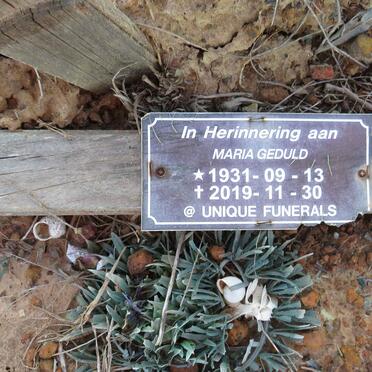 In Herinnering aan
MARIA GEDULD
★ 1931-09-13
✝ 2019-11-30
@ UNIQUE FUNERALS